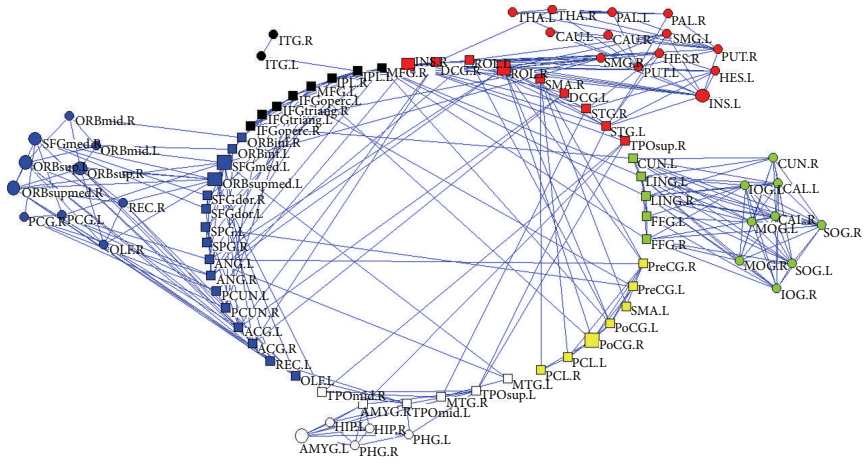 THA.L
THA.R
PAL.L
PAL.R
CAU.L
CAU.R
SMG.L
SMG.R
HES.R
PUT.R
PUT.L
HES.L
INS.L
ITG.R
ITG.L
INS.R
DCG.R
ROL.L
ROL.R
SMA.R
DCG.L
STG.R
STG.L
TPOsup.R
MFG.R
IPL.L
IPL.R
MFG.L
IFGoperc.L
IFGtriang.R
IFGtriang.L
IFGoperc.R
ORBinf.R
ORBinf.L
SFGmed.L
ORBsupmed.L
SFGdor.R
SFGdor.L
SPG.L
SPG.R
ANG.L
ANG.R
PCUN.L
PCUN.R
ACG.L
ACG.R
REC.L
OLF.L
ORBmid.R
SFGmed.R
ORBmid.L
ORBsup.L
ORBsup.R
ORBsupmed.R
REC.R
PCG.R
PCG.L
OLF.R
CUN.L
LING.L
LING.R
FFG.L
FFG.R
CUN.R
IOG.L
CAL.L
CAL.R
MOG.L
SOG.R
MOG.R
SOG.L
IOG.R
PreCG.R
PreCG.L
SMA.L
PoCG.L
PoCG.R
PCL.L
PCL.R
MTG.L
TPOsup.L
MTG.R
TPOmid.L
AMYG.R
TPOmid.R
HIP.L
HIP.R
PHG.L
AMYG.L
PHG.R